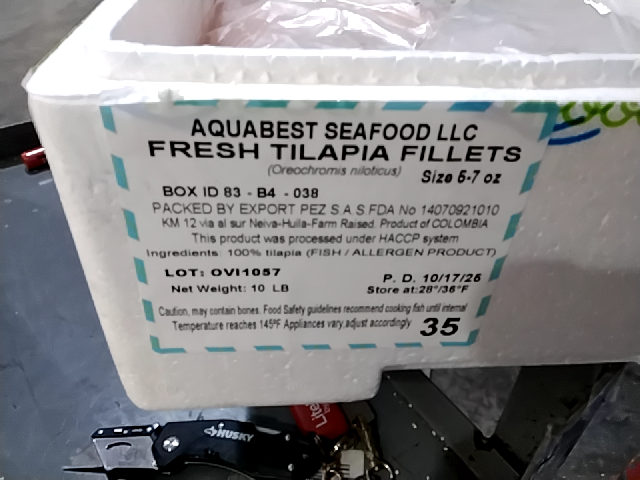 AQUABEST SEAFOOD LLC
FRESH TILAPIA FILLETS
(Oreochromis niloticus)
Size 5-7 oz
BOX ID 83 - B4 - 038
PACKED BY EXPORT PEZ S.A.S FDA No 14070921010
KM 12 via al sur Neiva-Huila-Farm Raised. Product of COLOMBIA
This product was processed under HACCP system
Ingredients: 100% tilapia (FISH / ALLERGEN PRODUCT)
LOT: OVI1057
P. D. 10/17/25
Net Weight: 10 LB
Store at:28°/36°F
Caution, may contain bones. Food Safety guidelines recommend cooking fish until internal
Temperature reaches 145°F Appliances vary,adjust accordingly
35
HUSKY